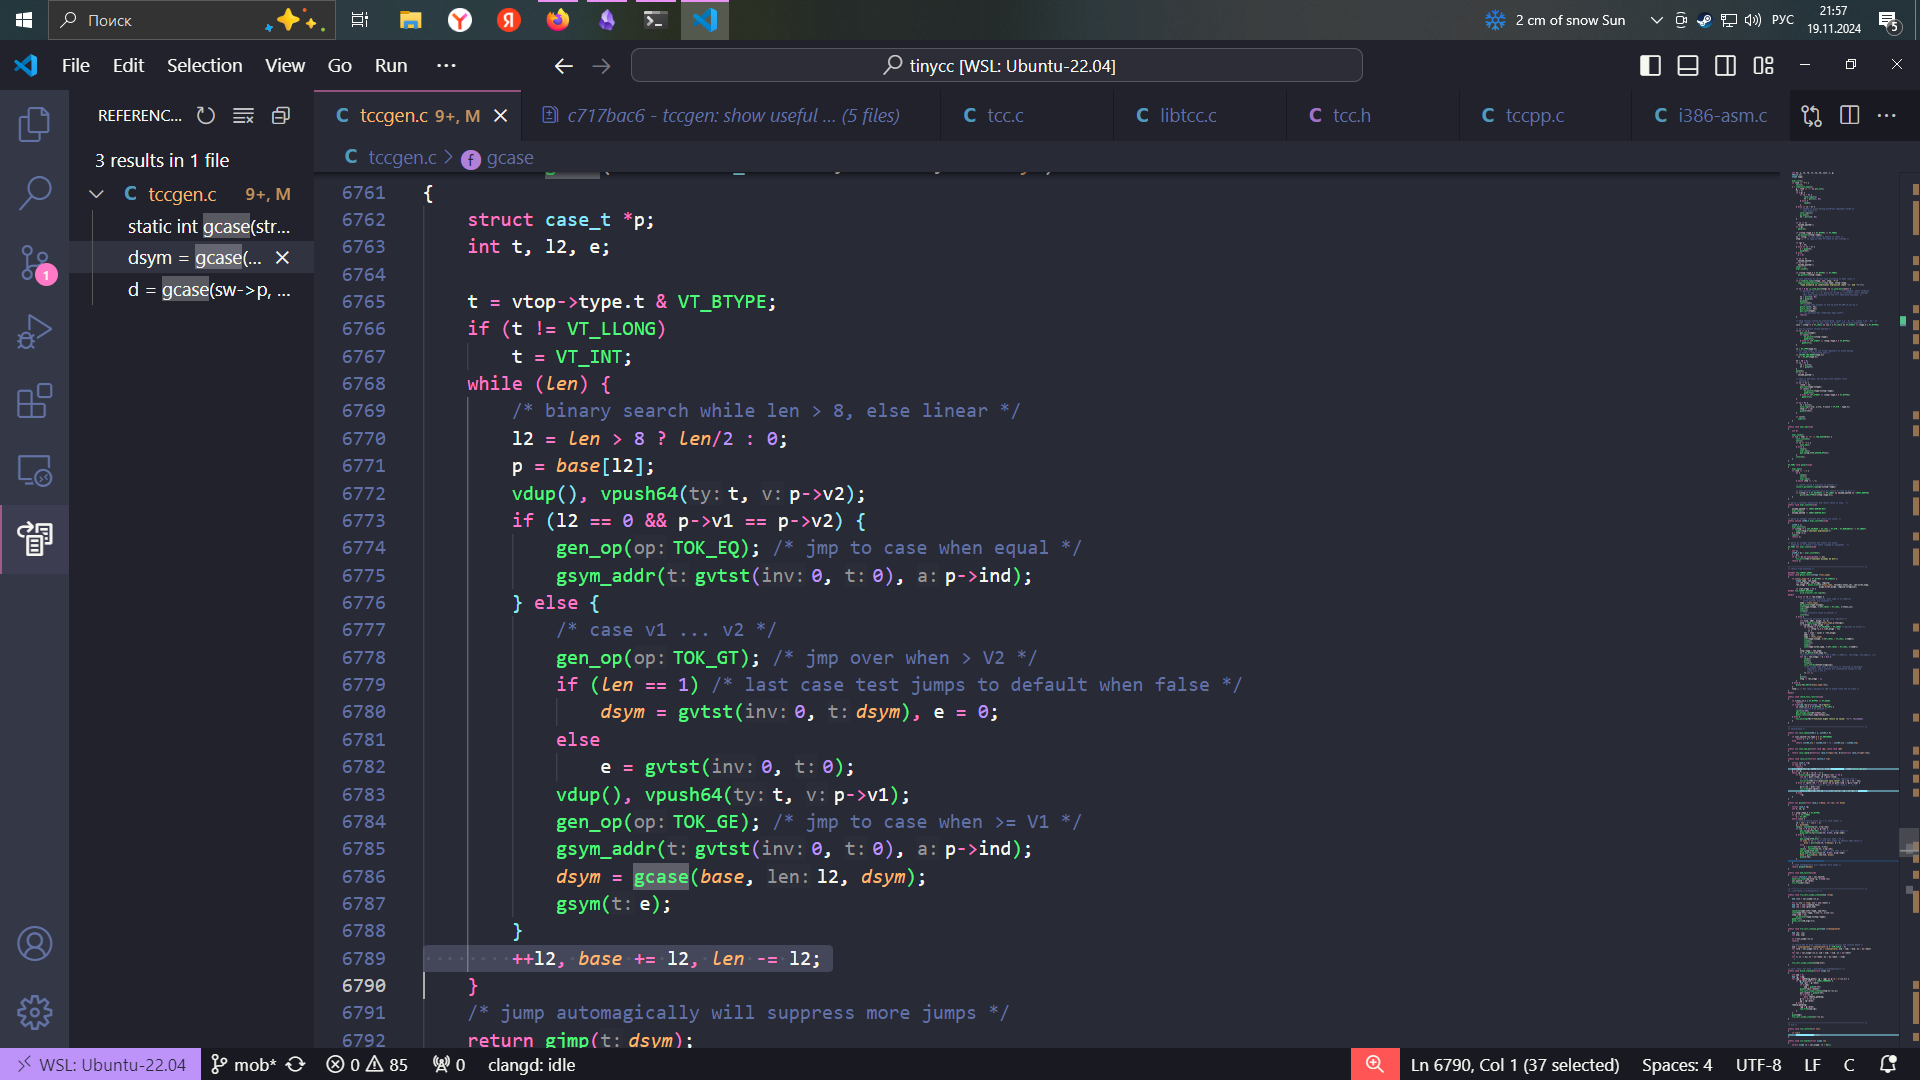 Поиск
2 cm of snow Sun
РУС
21:57
19.11.2024
5
File Edit Selection View Go Run ···
tinycc [WSL: Ubuntu-22.04]
REFERENC...
C tccgen.c 9+, M
c717bac6 - tccgen: show useful ... (5 files)
C tcc.c
C libtcc.c
C tcc.h
C tccpp.c
C i386-asm.c
C tccgen.c > f gcase
3 results in 1 file
C tccgen.c 9+, M
static int gcase(str...
dsym = gcase(...
d = gcase(sw->p, ...
1
6761 {
6762 struct case_t *p;
6763 int t, l2, e;
6764
6765 t = vtop->type.t & VT_BTYPE;
6766 if (t != VT_LLONG)
6767 t = VT_INT;
6768 while (len) {
6769 /* binary search while len > 8, else linear */
6770 l2 = len > 8 ? len/2 : 0;
6771 p = base[l2];
6772 vdup(), vpush64(ty: t, v: p->v2);
6773 if (l2 == 0 && p->v1 == p->v2) {
6774 gen_op(op: TOK_EQ); /* jmp to case when equal */
6775 gsym_addr(t: gvtst(inv: 0, t: 0), a: p->ind);
6776 } else {
6777 /* case v1 ... v2 */
6778 gen_op(op: TOK_GT); /* jmp over when > V2 */
6779 if (len == 1) /* last case test jumps to default when false */
6780 dsym = gvtst(inv: 0, t: dsym), e = 0;
6781 else
6782 e = gvtst(inv: 0, t: 0);
6783 vdup(), vpush64(ty: t, v: p->v1);
6784 gen_op(op: TOK_GE); /* jmp to case when >= V1 */
6785 gsym_addr(t: gvtst(inv: 0, t: 0), a: p->ind);
6786 dsym = gcase(base, len: l2, dsym);
6787 gsym(t: e);
6788 }
6789 ++l2, base += l2, len -= l2;
6790 }
6791 /* jump automagically will suppress more jumps */
6792 return gjmp(t: dsym);
WSL: Ubuntu-22.04 mob* 0 85 0 clangd: idle
Ln 6790, Col 1 (37 selected) Spaces: 4 UTF-8 LF C